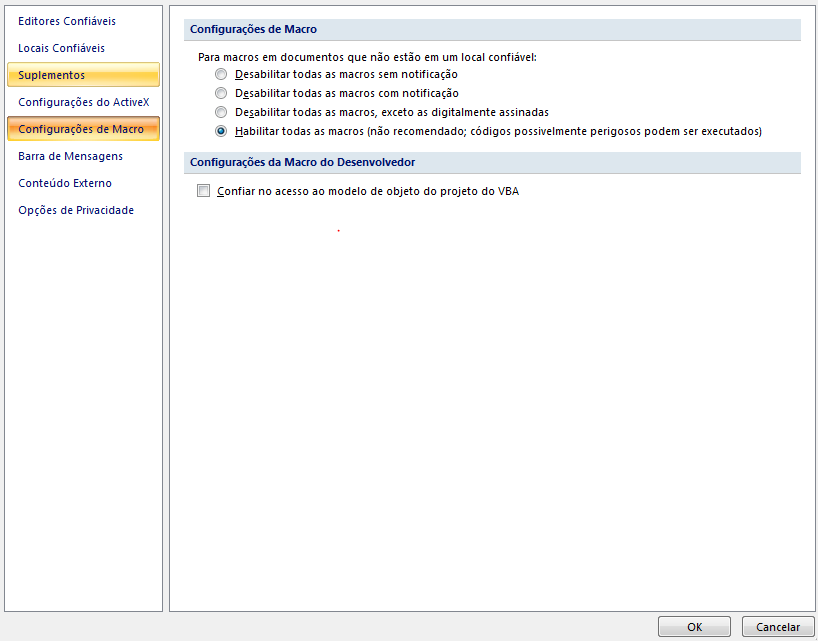 Editores Confiáveis
Locais Confiáveis
Suplementos
Configurações do ActiveX
Configurações de Macro
Barra de Mensagens
Conteúdo Externo
Opções de Privacidade
Configurações de Macro
Para macros em documentos que não estão em um local confiável:
Desabilitar todas as macros sem notificação
Desabilitar todas as macros com notificação
Desabilitar todas as macros, exceto as digitalmente assinadas
Habilitar todas as macros (não recomendado; códigos possivelmente perigosos podem ser executados)
Configurações da Macro do Desenvolvedor
Confiar no acesso ao modelo de objeto do projeto do VBA
OK
Cancelar